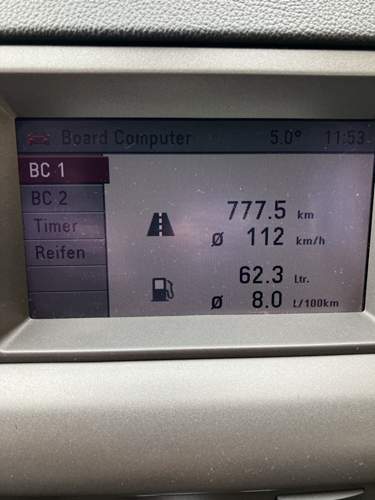 Board Computer 5.0° 11:53
BC 1
BC 2
Timer
Reifen
777.5 km
ø 112 km/h
62.3 Ltr.
ø 8.0 L/100km